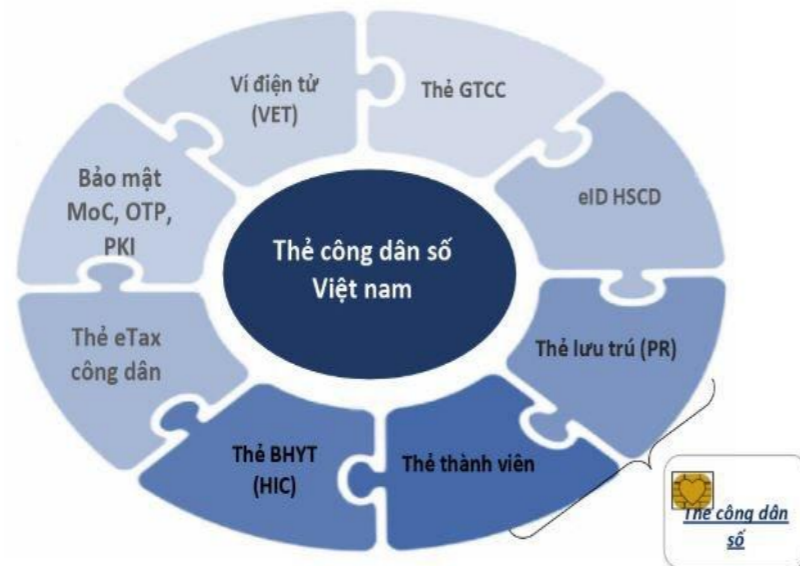 Ví điện tử
(VET)
Thẻ GTCC
Bảo mật
MoC, OTP,
PKI
eID HSCD
Thẻ công dân số
Việt nam
Thẻ eTax
công dân
Thẻ lưu trú (PR)
Thẻ BHYT
(HIC)
Thẻ thành viên
Thẻ công dân
số